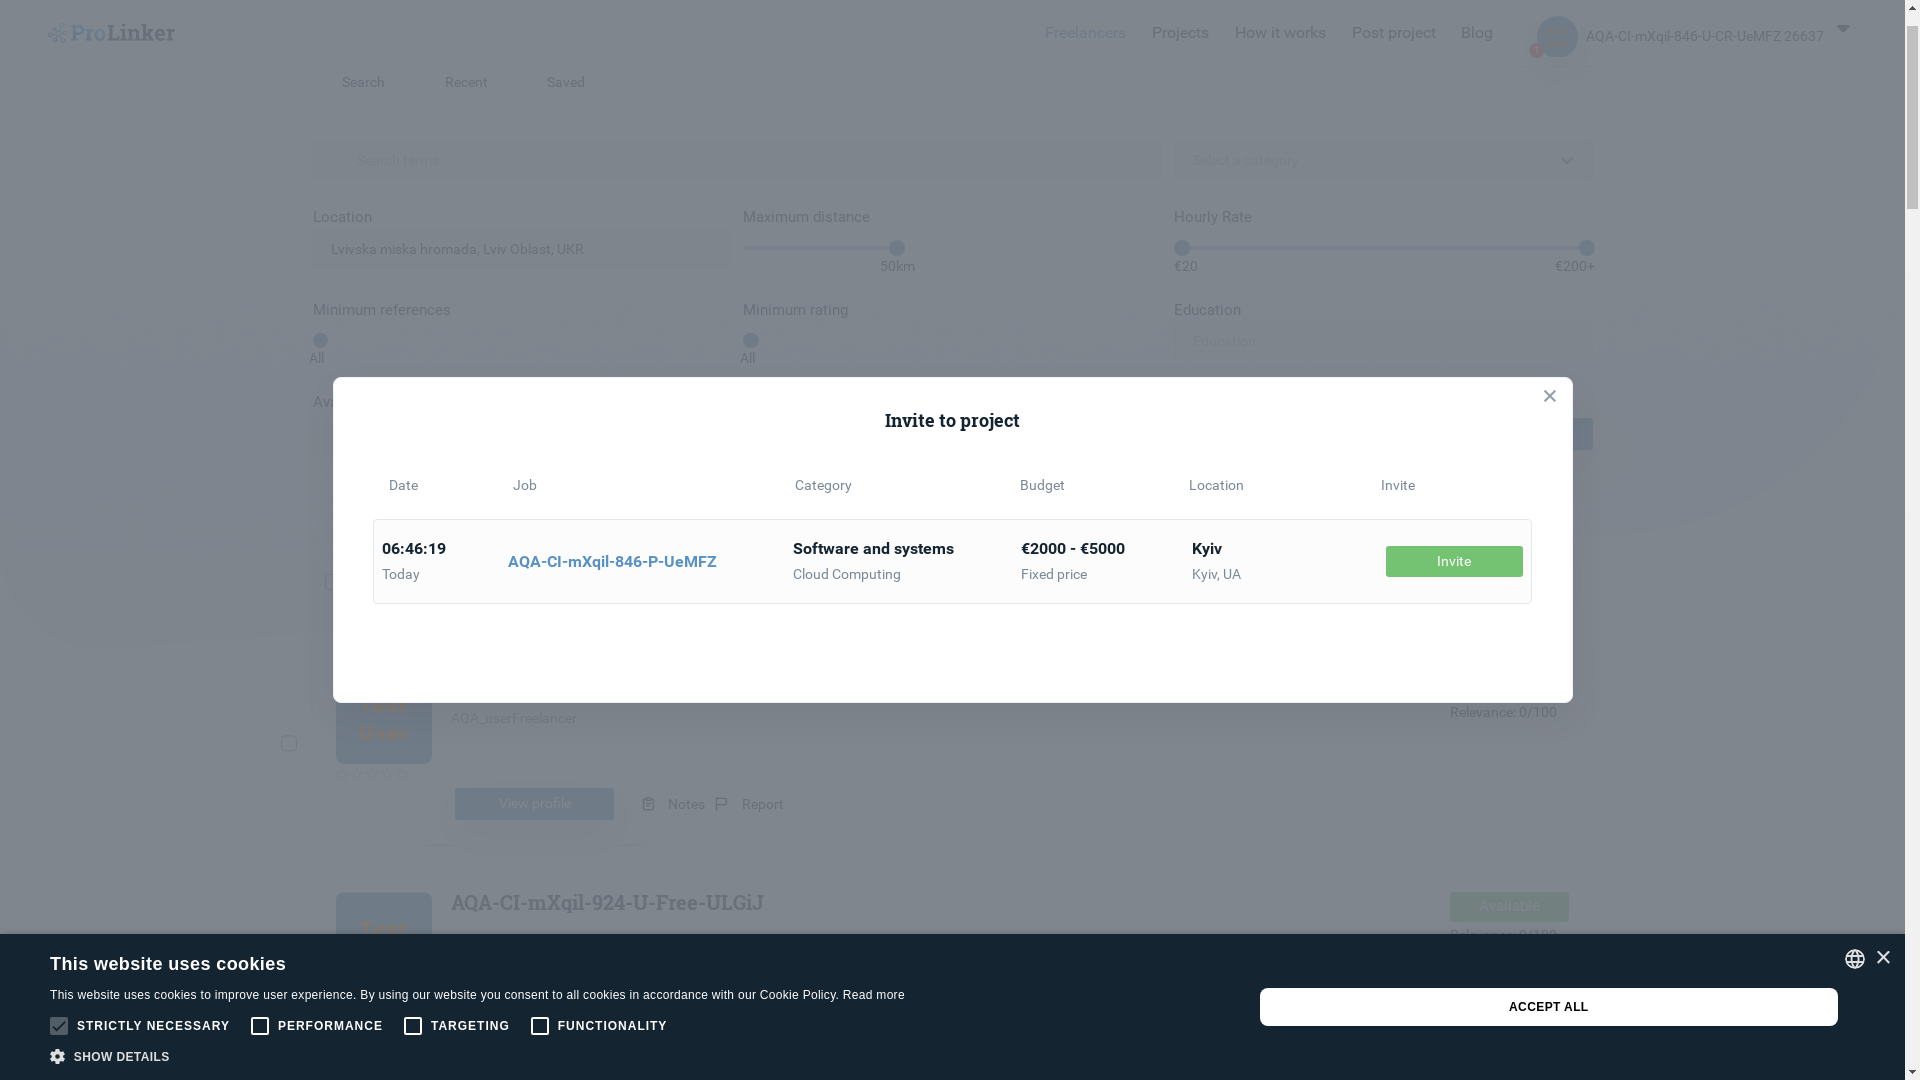 ProLinker
Freelancers Projects How it works Post project Blog
1
AQA-CI-mXqil-846-U-CR-UeMFZ 26637
Search Recent Saved
Search terms
Select a category
Location Maximum distance Hourly Rate
Lvivska miska hromada, Lviv Oblast, UKR
50km €20 €200+
Minimum references Minimum rating Education
Education
All All
Invite to project
Date Job Category Budget Location Invite
06:46:19 Software and systems €2000 - €5000 Kyiv
AQA-CI-mXqil-846-P-UeMFZ Invite
Today Cloud Computing Fixed price Kyiv, UA
Relevance: 0/100
AQA_userFreelancer
View profile Notes Report
AQA-CI-mXqil-924-U-Free-ULGiJ
Available
This website uses cookies
This website uses cookies to improve user experience. By using our website you consent to all cookies in accordance with our Cookie Policy. Read more
ACCEPT ALL
STRICTLY NECESSARY PERFORMANCE TARGETING FUNCTIONALITY
SHOW DETAILS